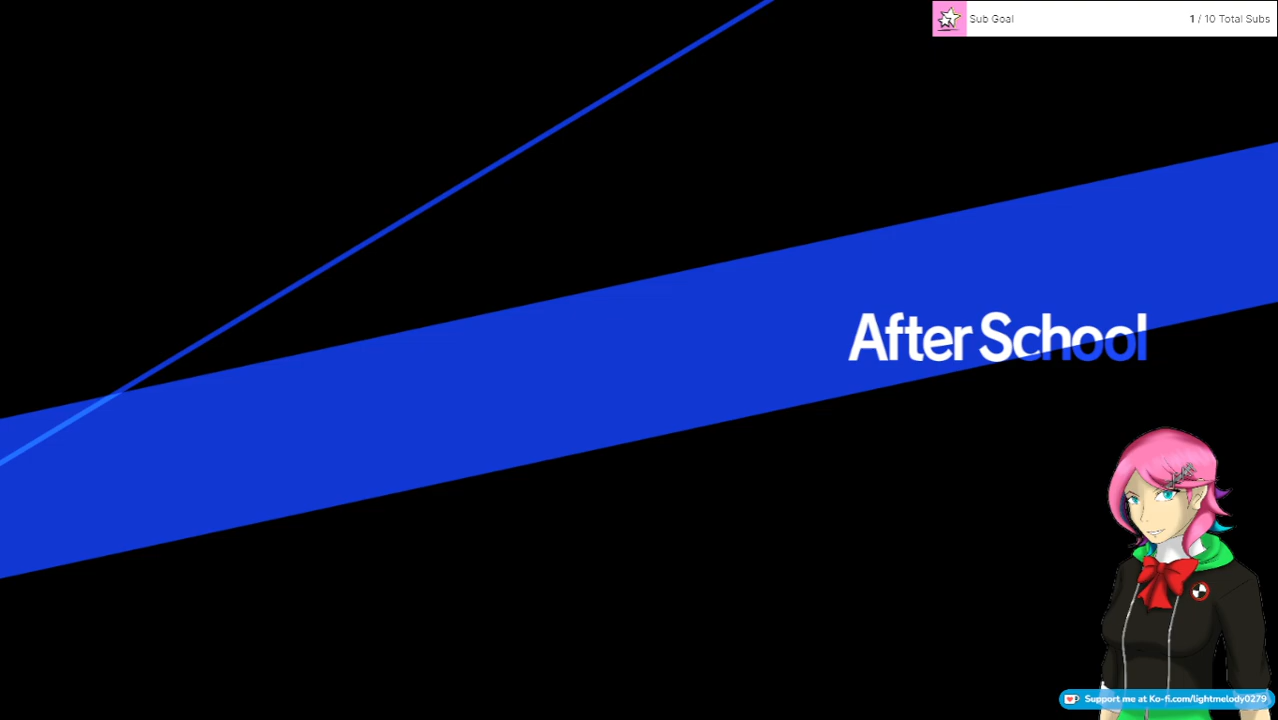 Sub Goal
1 / 10 Total Subs
After School
Support me at Ko-fi.com/lightmelody0279